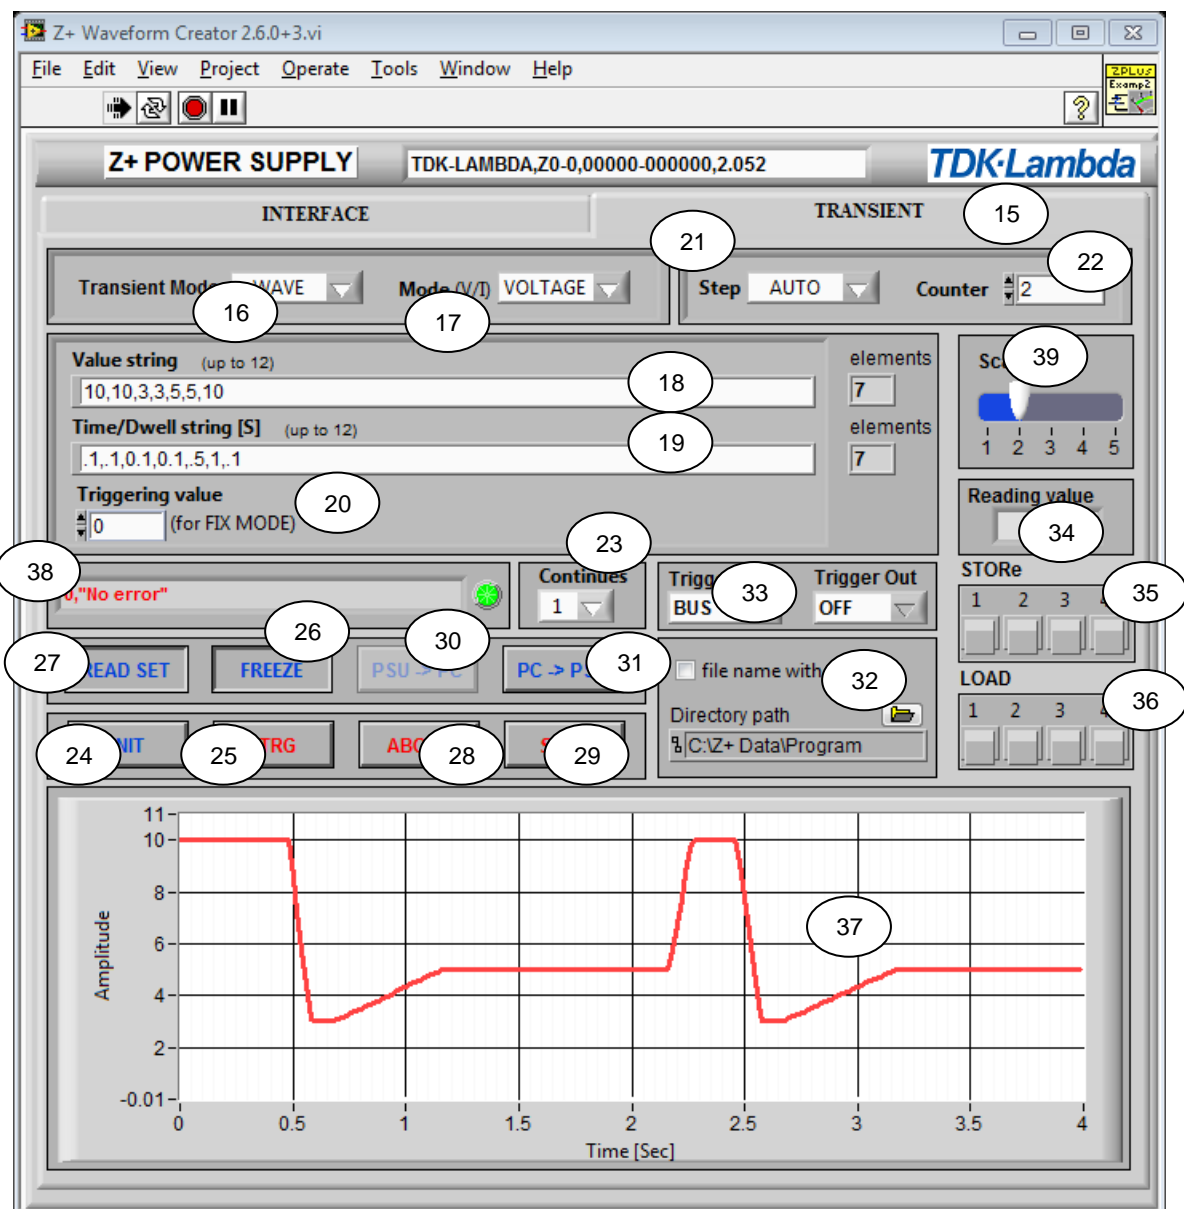 Z+ Waveform Creator 2.6.0+3.vi
File Edit View Project Operate Tools Window Help
ZPLus
Examp2
Z+ POWER SUPPLY
TDK-LAMBDA,Z0-0,00000-000000,2.052
TDK·Lambda
INTERFACE
TRANSIENT
15
21
22
Transient Mode WAVE
Mode (V/I) VOLTAGE
Step AUTO
Counter 2
16
17
Value string (up to 12)
elements
39
10,10,3,3,5,5,10
18
7
Time/Dwell string [S] (up to 12)
elements
1 2 3 4 5
.1,.1,0.1,0.1,.5,1,.1
19
7
Triggering value
20
0 (for FIX MODE)
Reading value
34
23
38
0,"No error"
Continues
1
33
BUS
Trigger Out
OFF
STORe
1 2 3 4
35
26
30
27
READ SET
FREEZE
PSU -> PC
PC -> PSU
31
file name with
32
LOAD
1 2 3 4
36
Directory path
C:\Z+ Data\Program
24
INIT
25
TRG
ABORT
28
29
11
10
8
6
4
2
-0.01
Amplitude
37
0 0.5 1 1.5 2 2.5 3 3.5 4
Time [Sec]